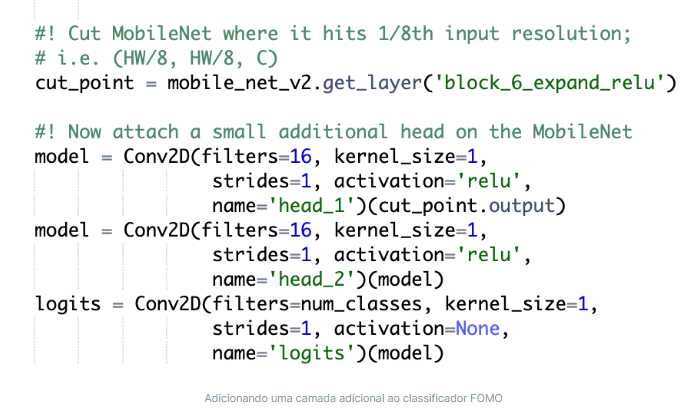 #! Cut MobileNet where it hits 1/8th input resolution;
# i.e. (HW/8, HW/8, C)
cut_point = mobile_net_v2.get_layer('block_6_expand_relu')
#! Now attach a small additional head on the MobileNet
model = Conv2D(filters=16, kernel_size=1,
strides=1, activation='relu',
name='head_1')(cut_point.output)
model = Conv2D(filters=16, kernel_size=1,
strides=1, activation='relu',
name='head_2')(model)
logits = Conv2D(filters=num_classes, kernel_size=1,
strides=1, activation=None,
name='logits')(model)
Adicionando uma camada adicional ao classificador FOMO